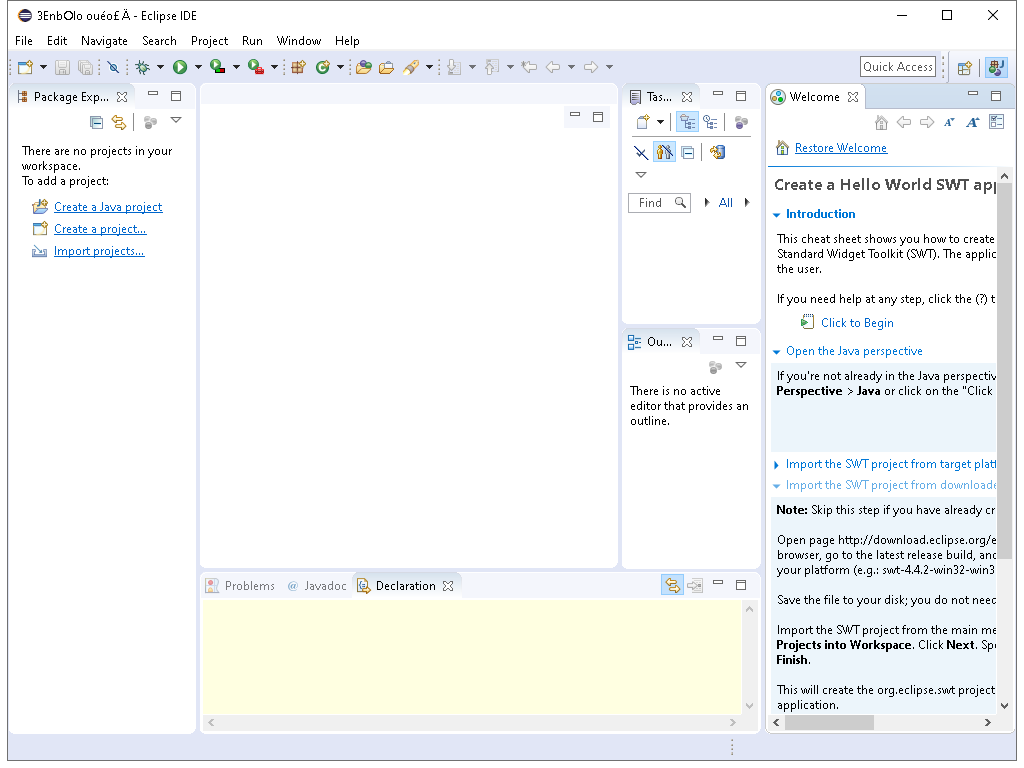 3EnbOlo ouéo£Ä - Eclipse IDE
File Edit Navigate Search Project Run Window Help
Quick Access
Package Exp...
There are no projects in your
workspace.
To add a project:
Create a Java project
Create a project...
Import projects...
Tas...
Find
All
Ou...
There is no active
editor that provides an
outline.
Problems @ Javadoc Declaration
Welcome
Restore Welcome
Create a Hello World SWT app
Introduction
This cheat sheet shows you how to create
Standard Widget Toolkit (SWT). The applic
the user.
If you need help at any step, click the (?) t
Click to Begin
Open the Java perspective
If you're not already in the Java perspectiv
Perspective > Java or click on the "Click
Import the SWT project from target platf
Import the SWT project from downloade
Note: Skip this step if you have already cr
Open page http://download.eclipse.org/e
browser, go to the latest release build, and
your platform (e.g.: swt-4.4.2-win32-win3
Save the file to your disk; you do not need
Import the SWT project from the main me
Projects into Workspace. Click Next. Spe
Finish.
This will create the org.eclipse.swt project
application.